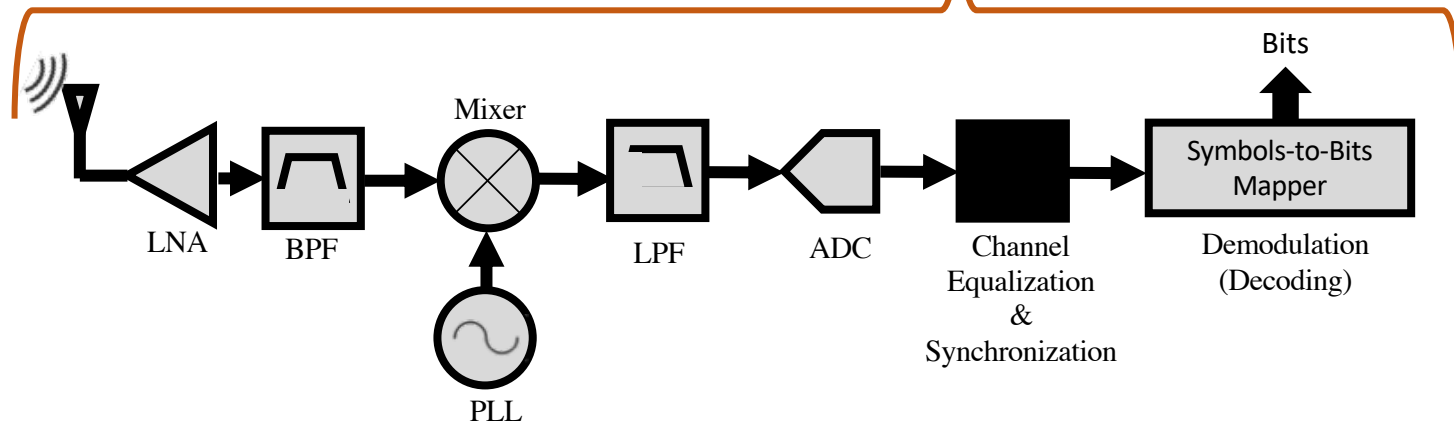 Bits
Mixer
Symbols-to-Bits
Mapper
LNA
BPF
LPF
ADC
Channel
Equalization
&
Synchronization
Demodulation
(Decoding)
PLL